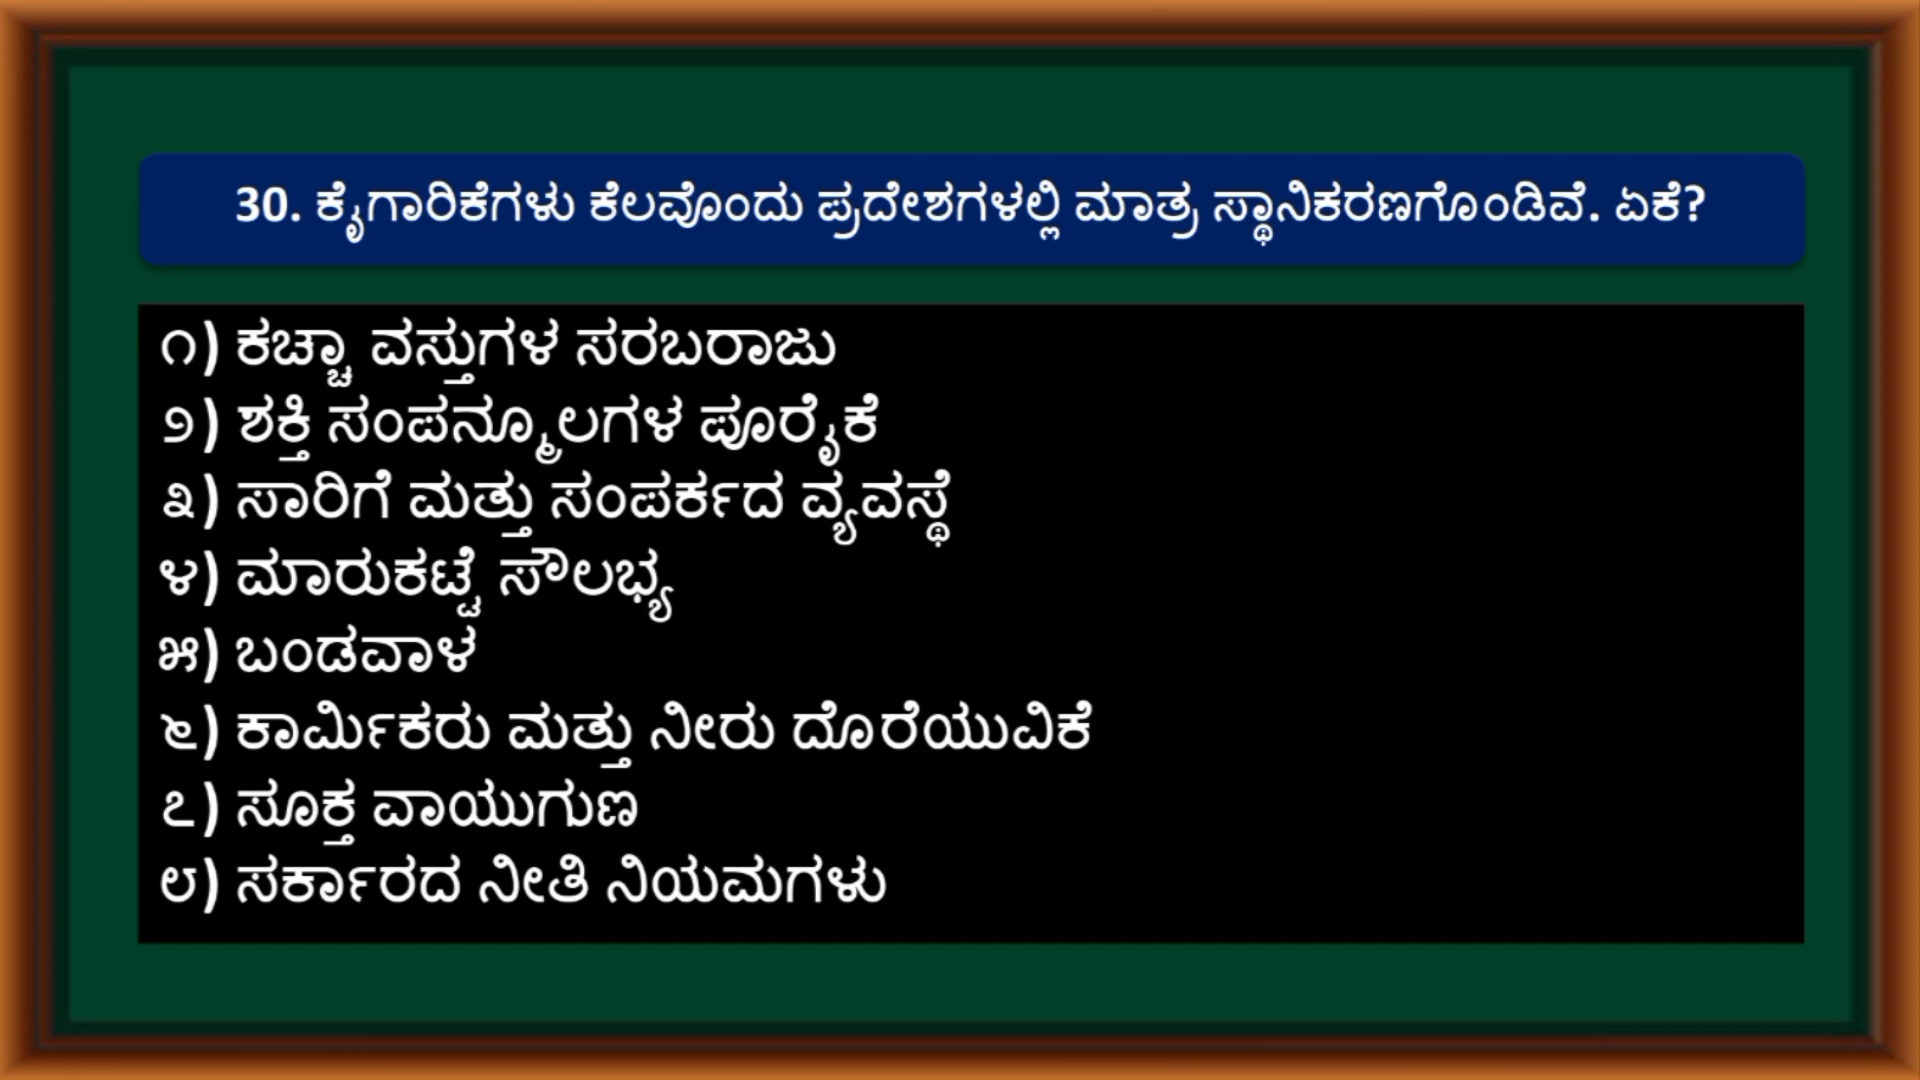 30. ಕೈಗಾರಿಕೆಗಳು ಕೆಲವೊಂದು ಪ್ರದೇಶಗಳಲ್ಲಿ ಮಾತ್ರ ಸ್ಥಾನಿಕರಣಗೊಂಡಿವೆ. ಏಕೆ?
೧) ಕಚ್ಚಾ ವಸ್ತುಗಳ ಸರಬರಾಜು
೨) ಶಕ್ತಿ ಸಂಪನ್ಮೂಲಗಳ ಪೂರೈಕೆ
೩) ಸಾರಿಗೆ ಮತ್ತು ಸಂಪರ್ಕದ ವ್ಯವಸ್ಥೆ
೪) ಮಾರುಕಟ್ಟೆ ಸೌಲಭ್ಯ
೫) ಬಂಡವಾಳ
೬) ಕಾರ್ಮಿಕರು ಮತ್ತು ನೀರು ದೊರೆಯುವಿಕೆ
೭) ಸೂಕ್ತ ವಾಯುಗುಣ
೮) ಸರ್ಕಾರದ ನೀತಿ ನಿಯಮಗಳು